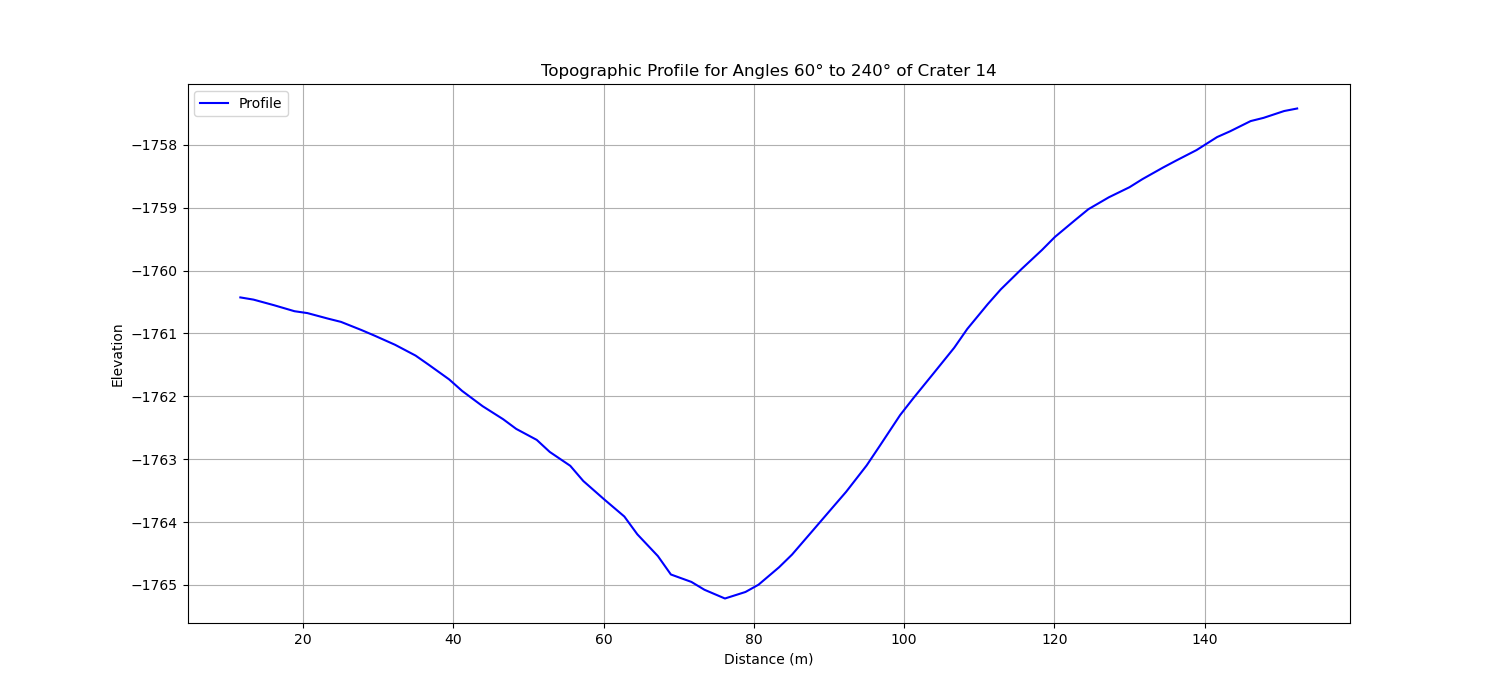 Topographic Profile for Angles 60° to 240° of Crater 14
Profile
−1758
−1759
−1760
−1761
−1762
−1763
−1764
−1765
Elevation
20 40 60 80 100 120 140
Distance (m)